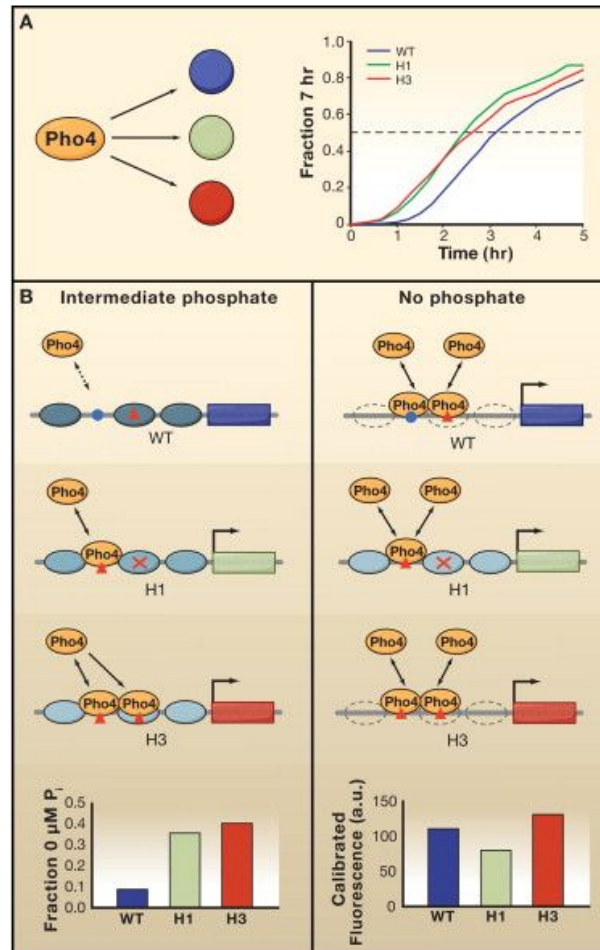 A
Pho4
Fraction 7 hr
1.0
0.8
0.6
0.4
0.2
0
WT
H1
H3
0 1 2 3 4 5
Time (hr)
B Intermediate phosphate
Pho4
WT
Pho4
Pho4
H1
Pho4
Pho4 Pho4
H3
Fraction 0 µM Pi
0.5
0.4
0.3
0.2
0.1
0.0
WT H1 H3
No phosphate
Pho4 Pho4
Pho4 Pho4
WT
Pho4 Pho4
Pho4
H1
Pho4 Pho4
Pho4 Pho4
H3
Calibrated
Fluorescence (a.u.)
150
100
50
0
WT H1 H3